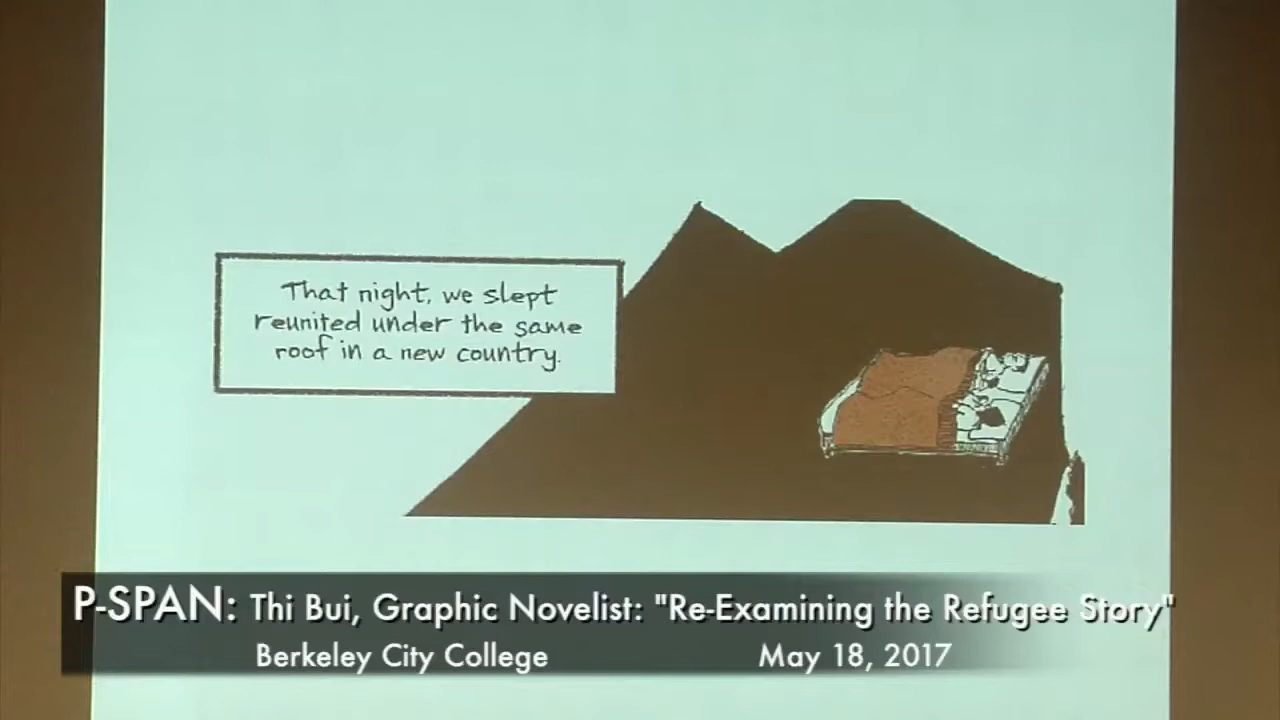 That night, we slept
reunited under the same
roof in a new country.
P-SPAN: Thi Bui, Graphic Novelist: "Re-Examining the Refugee Story"
Berkeley City College May 18, 2017